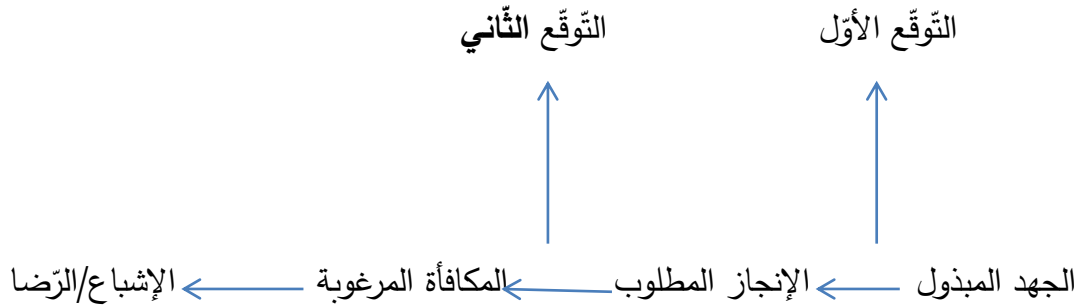 التّوقّع الأوّل التّوقّع الثّاني
الجهد المبذول الإنجاز المطلوب المكافأة المرغوبة الإشباع/الرّضا